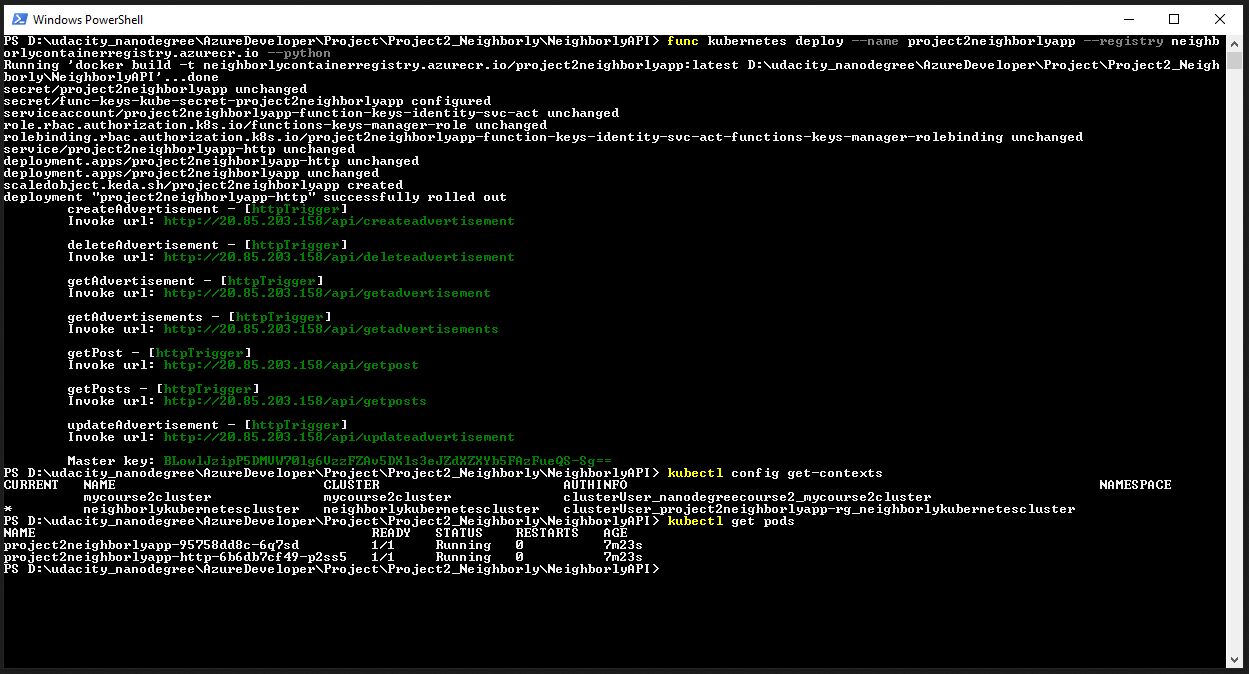 Windows PowerShell
PS D:\udacity_nanodegree\AzureDeveloper\Project\Project2_Neighborly\NeighborlyAPI> func kubernetes deploy --name project2neighborlyapp --registry neighb
orlycontainerregistry.azurecr.io --python
Running 'docker build -t neighborlycontainerregistry.azurecr.io/project2neighborlyapp:latest D:\udacity_nanodegree\AzureDeveloper\Project\Project2_Neigh
borly\NeighborlyAPI'...done
secret/project2neighborlyapp unchanged
secret/func-keys-kube-secret-project2neighborlyapp configured
serviceaccount/project2neighborlyapp-function-keys-identity-svc-act unchanged
role.rbac.authorization.k8s.io/functions-keys-manager-role unchanged
rolebinding.rbac.authorization.k8s.io/project2neighborlyapp-function-keys-identity-svc-act-functions-keys-manager-rolebinding unchanged
service/project2neighborlyapp-http unchanged
deployment.apps/project2neighborlyapp-http unchanged
deployment.apps/project2neighborlyapp unchanged
scaledobject.keda.sh/project2neighborlyapp created
deployment "project2neighborlyapp-http" successfully rolled out
createAdvertisement - [httpTrigger]
Invoke url: http://20.85.203.158/api/createadvertisement
deleteAdvertisement - [httpTrigger]
Invoke url: http://20.85.203.158/api/deleteadvertisement
getAdvertisement - [httpTrigger]
Invoke url: http://20.85.203.158/api/getadvertisement
getAdvertisements - [httpTrigger]
Invoke url: http://20.85.203.158/api/getadvertisements
getPost - [httpTrigger]
Invoke url: http://20.85.203.158/api/getpost
getPosts - [httpTrigger]
Invoke url: http://20.85.203.158/api/getposts
updateAdvertisement - [httpTrigger]
Invoke url: http://20.85.203.158/api/updateadvertisement
Master key:
PS D:\udacity_nanodegree\AzureDeveloper\Project\Project2_Neighborly\NeighborlyAPI> kubectl config get-contexts
CURRENT NAME CLUSTER AUTHINFO NAMESPACE
mycourse2cluster mycourse2cluster clusterUser_nanodegreecourse2_mycourse2cluster
* neighborlykubernetescluster neighborlykubernetescluster clusterUser_project2neighborlyapp-rg_neighborlykubernetescluster
PS D:\udacity_nanodegree\AzureDeveloper\Project\Project2_Neighborly\NeighborlyAPI> kubectl get pods
NAME READY STATUS RESTARTS AGE
project2neighborlyapp-95758dd8c-6q7sd 1/1 Running 0 7m23s
project2neighborlyapp-http-6b6db7cf49-p2ss5 1/1 Running 0 7m23s
PS D:\udacity_nanodegree\AzureDeveloper\Project\Project2_Neighborly\NeighborlyAPI>